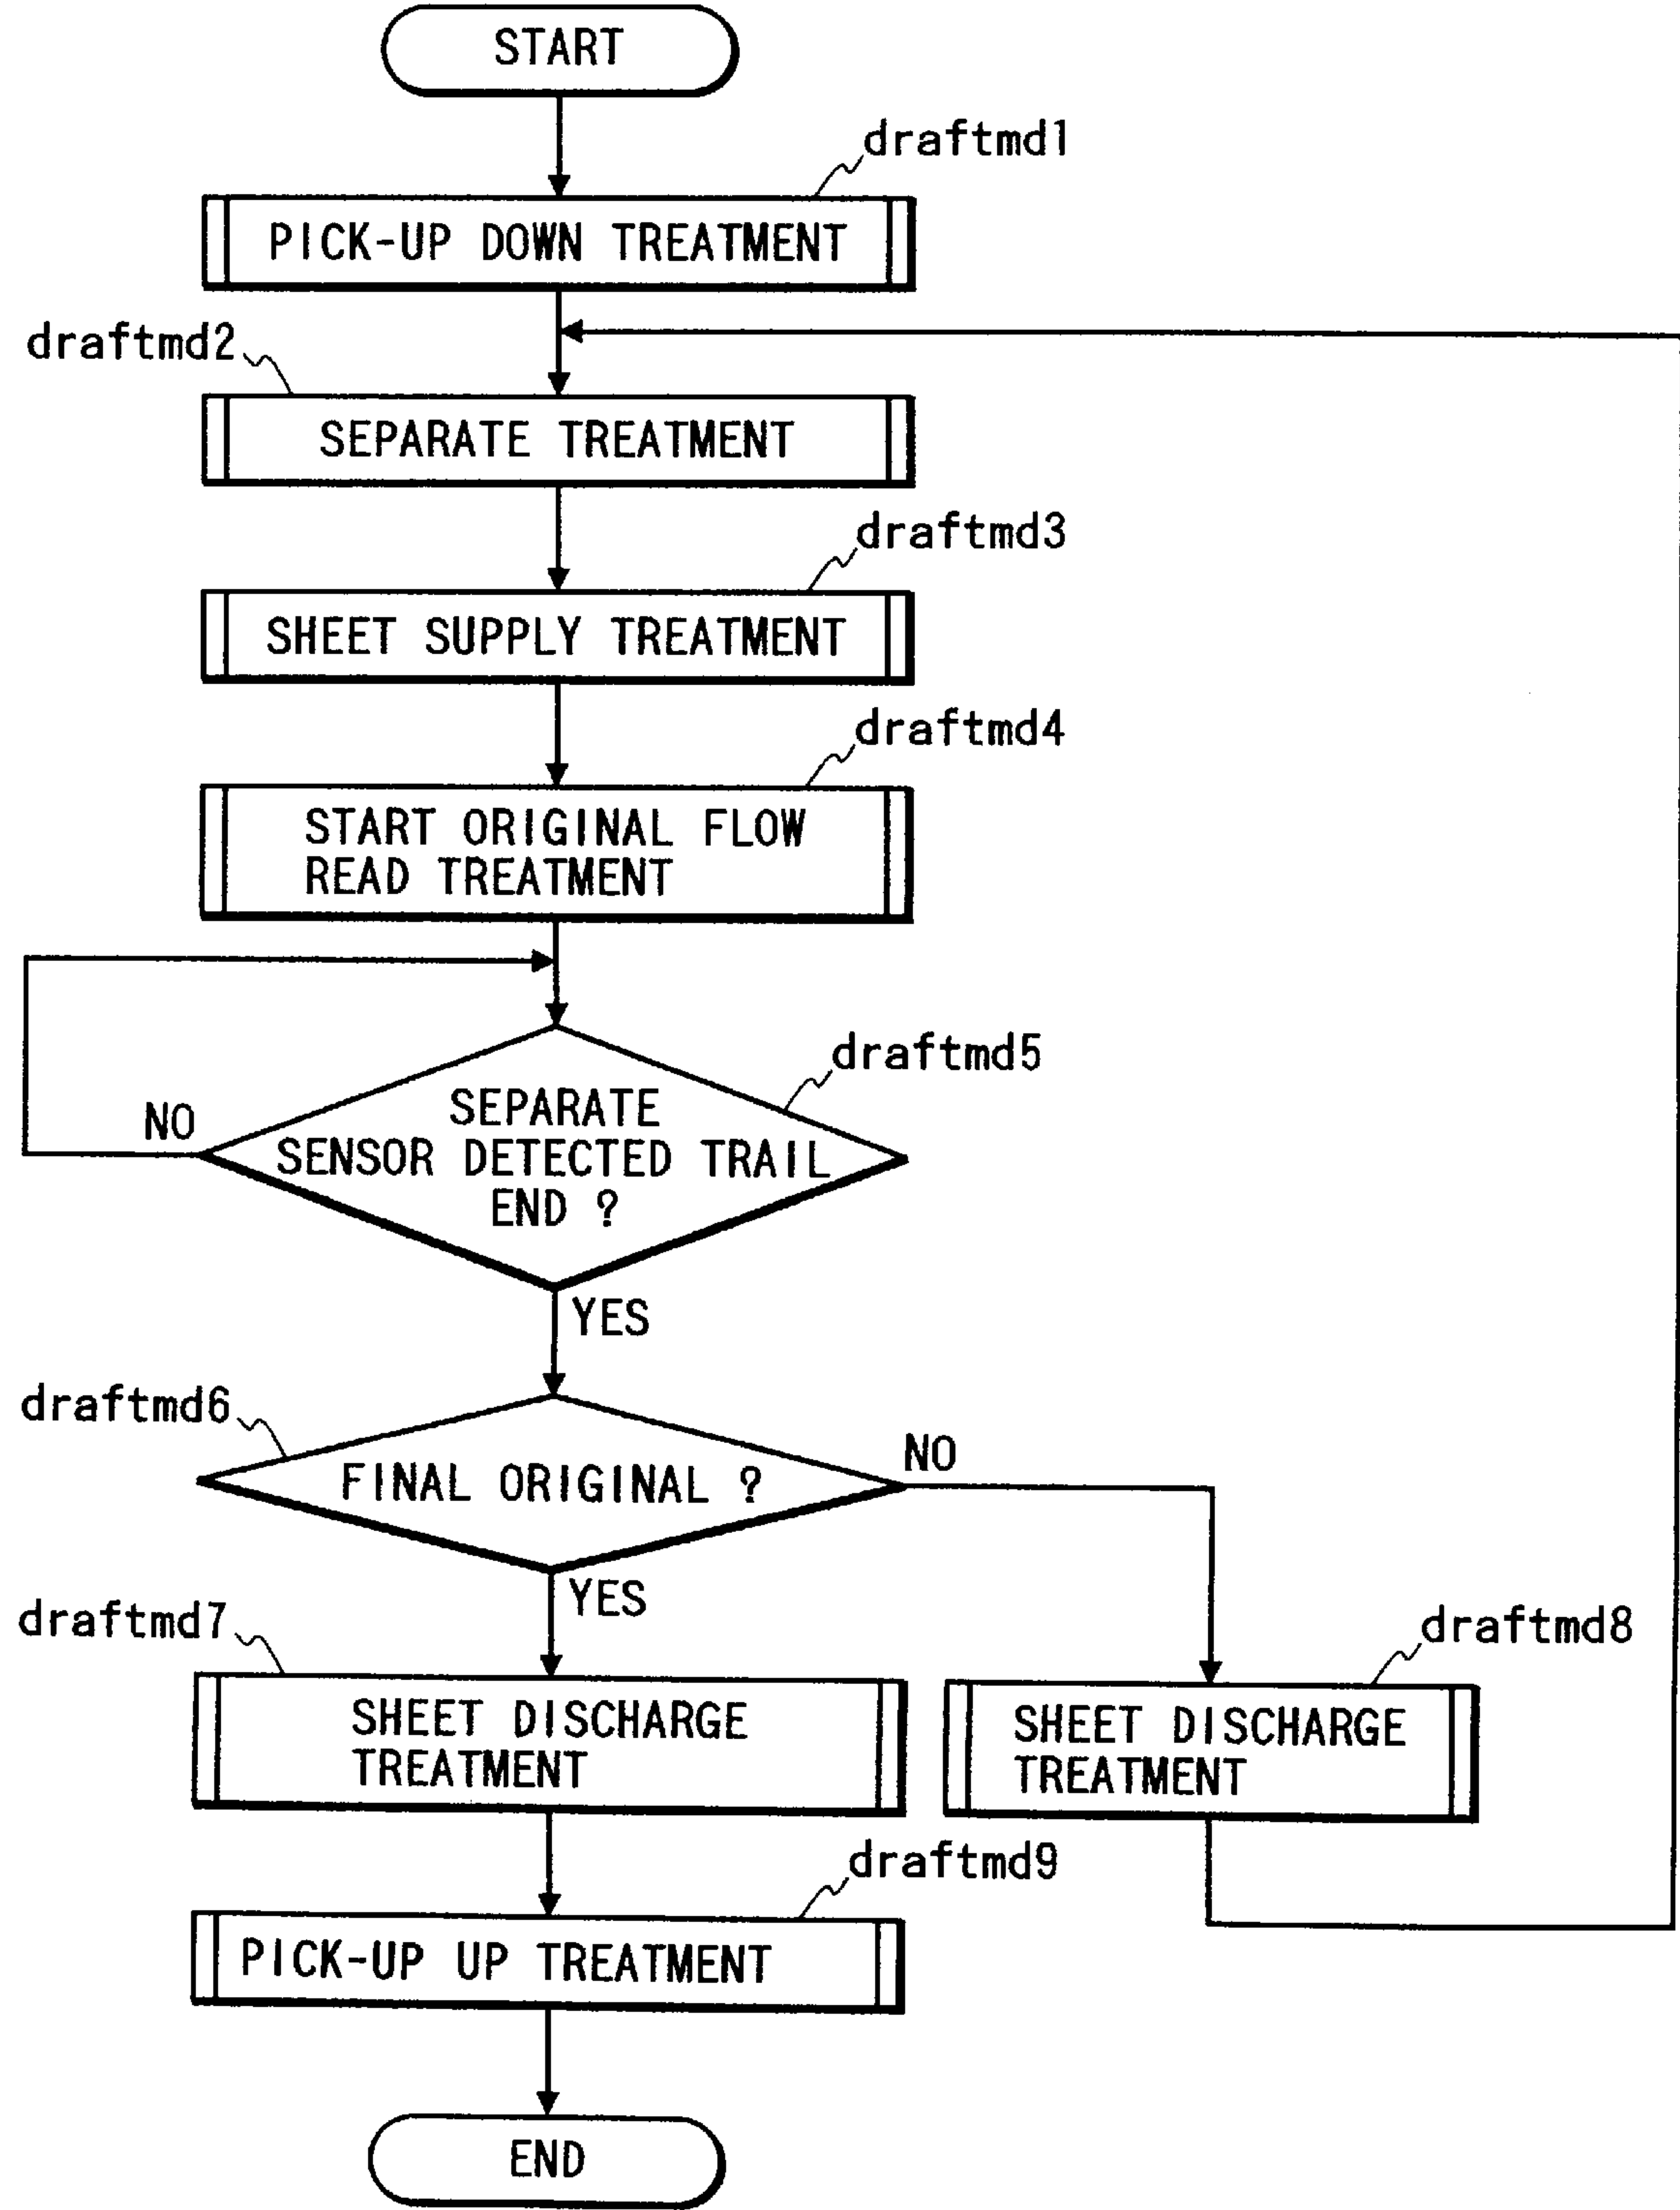 START
draftmd1
PICK-UP DOWN TREATMENT
draftmd2
SEPARATE TREATMENT
draftmd3
SHEET SUPPLY TREATMENT
draftmd4
START ORIGINAL FLOW
READ TREATMENT
draftmd5
SEPARATE
SENSOR DETECTED TRAIL
END ?
NO
YES
draftmd6
FINAL ORIGINAL ?
NO
YES
draftmd7
SHEET DISCHARGE
TREATMENT
draftmd8
SHEET DISCHARGE
TREATMENT
draftmd9
PICK-UP UP TREATMENT
END